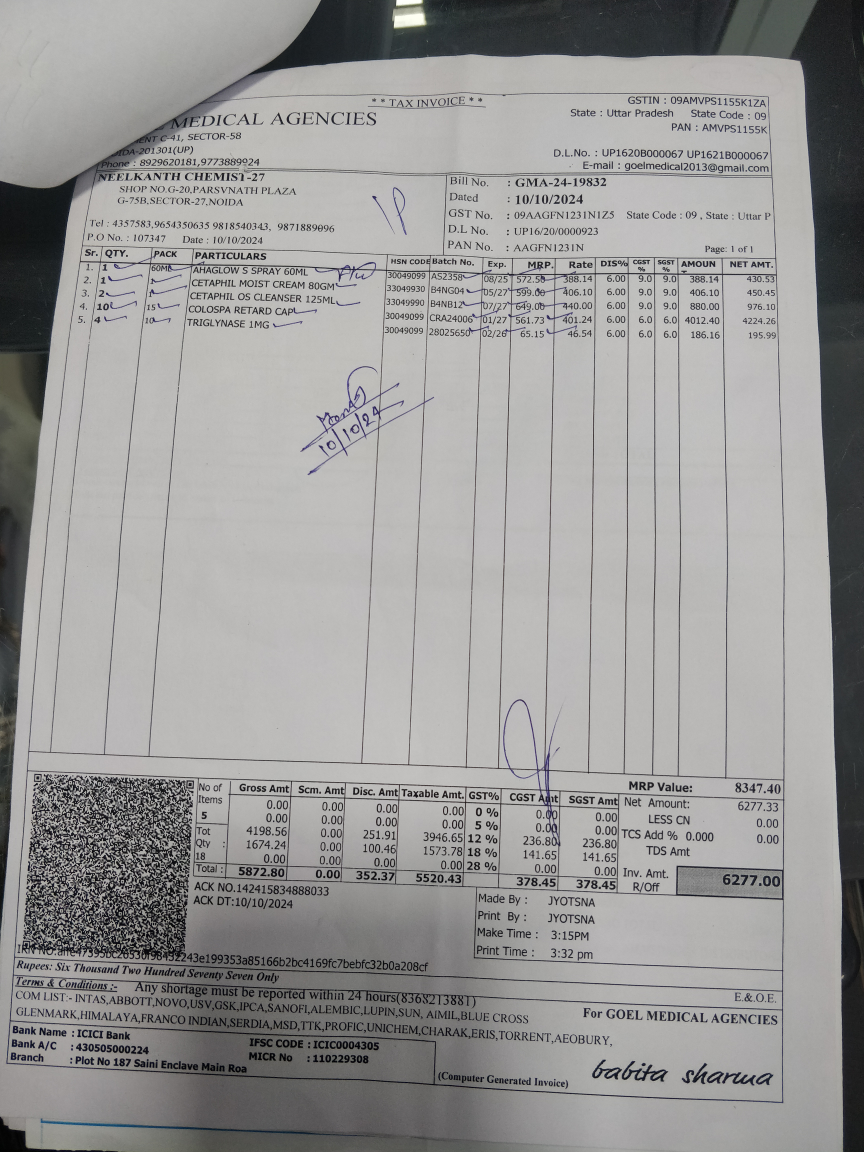 ** TAX INVOICE **
GSTIN : 09AMVPS1155K1ZA
State : Uttar Pradesh State Code : 09
PAN : AMVPS1155K
MEDICAL AGENCIES
C-41, SECTOR-58
-201301(UP)
Phone : 8929620181,9773889924
D.L.No. : UP1620B000067 UP1621B000067
E-mail : goelmedical2013@gmail.com
NEELKANTH CHEMIST-27
SHOP NO.G-20,PARSVNATH PLAZA
G-75B,SECTOR-27,NOIDA
Tel : 4357583,9654350635 9818540343, 9871889096
P.O No. : 107347 Date : 10/10/2024
IP
Bill No. : GMA-24-19832
Dated : 10/10/2024
GST No. : 09AAGFN1231N1Z5 State Code : 09 , State : Uttar P
D.L No. : UP16/20/0000923
PAN No. : AAGFN1231N Page: 1 of 1
Sr. QTY. PACK PARTICULARS HSN CODE Batch No. Exp. MRP. Rate DIS% CGST % SGST % AMOUN T NET AMT.
1. 1 60ML AHAGLOW S SPRAY 60ML 30049099 AS2358 08/25 572.50 388.14 6.00 9.0 9.0 388.14 430.53
2. 1 1 CETAPHIL MOIST CREAM 80GM 33049930 B4NG04 05/27 599.00 406.10 6.00 9.0 9.0 406.10 450.45
3. 2 1 CETAPHIL OS CLEANSER 125ML 33049990 B4NB12 07/27 649.00 440.00 6.00 9.0 9.0 880.00 976.10
4. 10 15 COLOSPA RETARD CAP 30049099 CRA24006 01/27 561.73 401.24 6.00 6.0 6.0 4012.40 4224.26
5. 4 10 TRIGLYNASE 1MG 30049099 28025650 02/26 65.15 46.54 6.00 6.0 6.0 186.16 195.99
10/10/24
No of Items 5 Tot Qty : 18
Gross Amt Scm. Amt Disc. Amt Taxable Amt. GST% CGST Amt SGST Amt
0.00 0.00 0.00 0.00 0 % 0.00 0.00
0.00 0.00 0.00 0.00 5 % 0.00 0.00
4198.56 0.00 251.91 3946.65 12 % 236.80 236.80
1674.24 0.00 100.46 1573.78 18 % 141.65 141.65
0.00 0.00 0.00 0.00 28 % 0.00 0.00
Total : 5872.80 0.00 352.37 5520.43 378.45 378.45
MRP Value: 8347.40
Net Amount: 6277.33
LESS CN 0.00
TCS Add % 0.000 0.00
TDS Amt
Inv. Amt. R/Off 6277.00
ACK NO.142415834888033
ACK DT:10/10/2024
Made By : JYOTSNA
Print By : JYOTSNA
Make Time : 3:15PM
Print Time : 3:32 pm
Rupees: Six Thousand Two Hundred Seventy Seven Only
Terms & Conditions :- Any shortage must be reported within 24 hours(8368213881) E.& O.E.
COM LIST:- INTAS,ABBOTT,NOVO,USV,GSK,IPCA,SANOFI,ALEMBIC,LUPIN,SUN, AIMIL,BLUE CROSS
GLENMARK,HIMALAYA,FRANCO INDIAN,SERDIA,MSD,TTK,PROFIC,UNICHEM,CHARAK,ERIS,TORRENT,AEOBURY,
For GOEL MEDICAL AGENCIES
Bank Name : ICICI Bank
Bank A/C : 430505000224 IFSC CODE : ICIC0004305
Branch : Plot No 187 Saini Enclave Main Roa MICR No : 110229308
(Computer Generated Invoice)
babita sharma